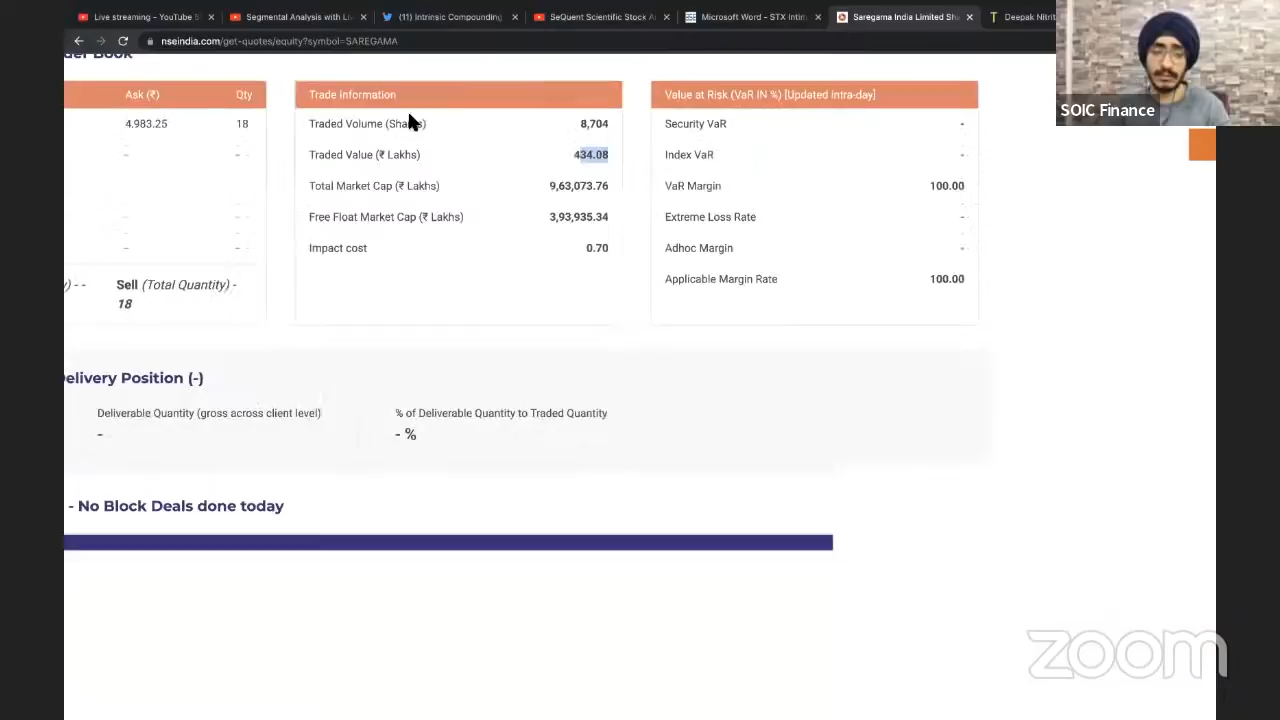 Live streaming - YouTube S
Segmental Analysis with Li
(11) Intrinsic Compounding
SeQuent Scientific Stock A
Microsoft Word - STX Intim
Saregama India Limited Sha
Deepak Nitrit
nseindia.com/get-quotes/equity?symbol=SAREGAMA
der Book
Ask (₹) Qty
4,983.25 18
- -
- -
- -
- -
y) - - Sell (Total Quantity) -
18
Trade Information
Traded Volume (Shares) 8,704
Traded Value (₹ Lakhs) 434.08
Total Market Cap (₹ Lakhs) 9,63,073.76
Free Float Market Cap (₹ Lakhs) 3,93,935.34
Impact cost 0.70
Value at Risk (VaR IN %) [Updated intra-day]
Security VaR -
Index VaR -
VaR Margin 100.00
Extreme Loss Rate -
Adhoc Margin -
Applicable Margin Rate 100.00
SOIC Finance
Delivery Position (-)
Deliverable Quantity (gross across client level)
-
% of Deliverable Quantity to Traded Quantity
- %
- No Block Deals done today
zoom